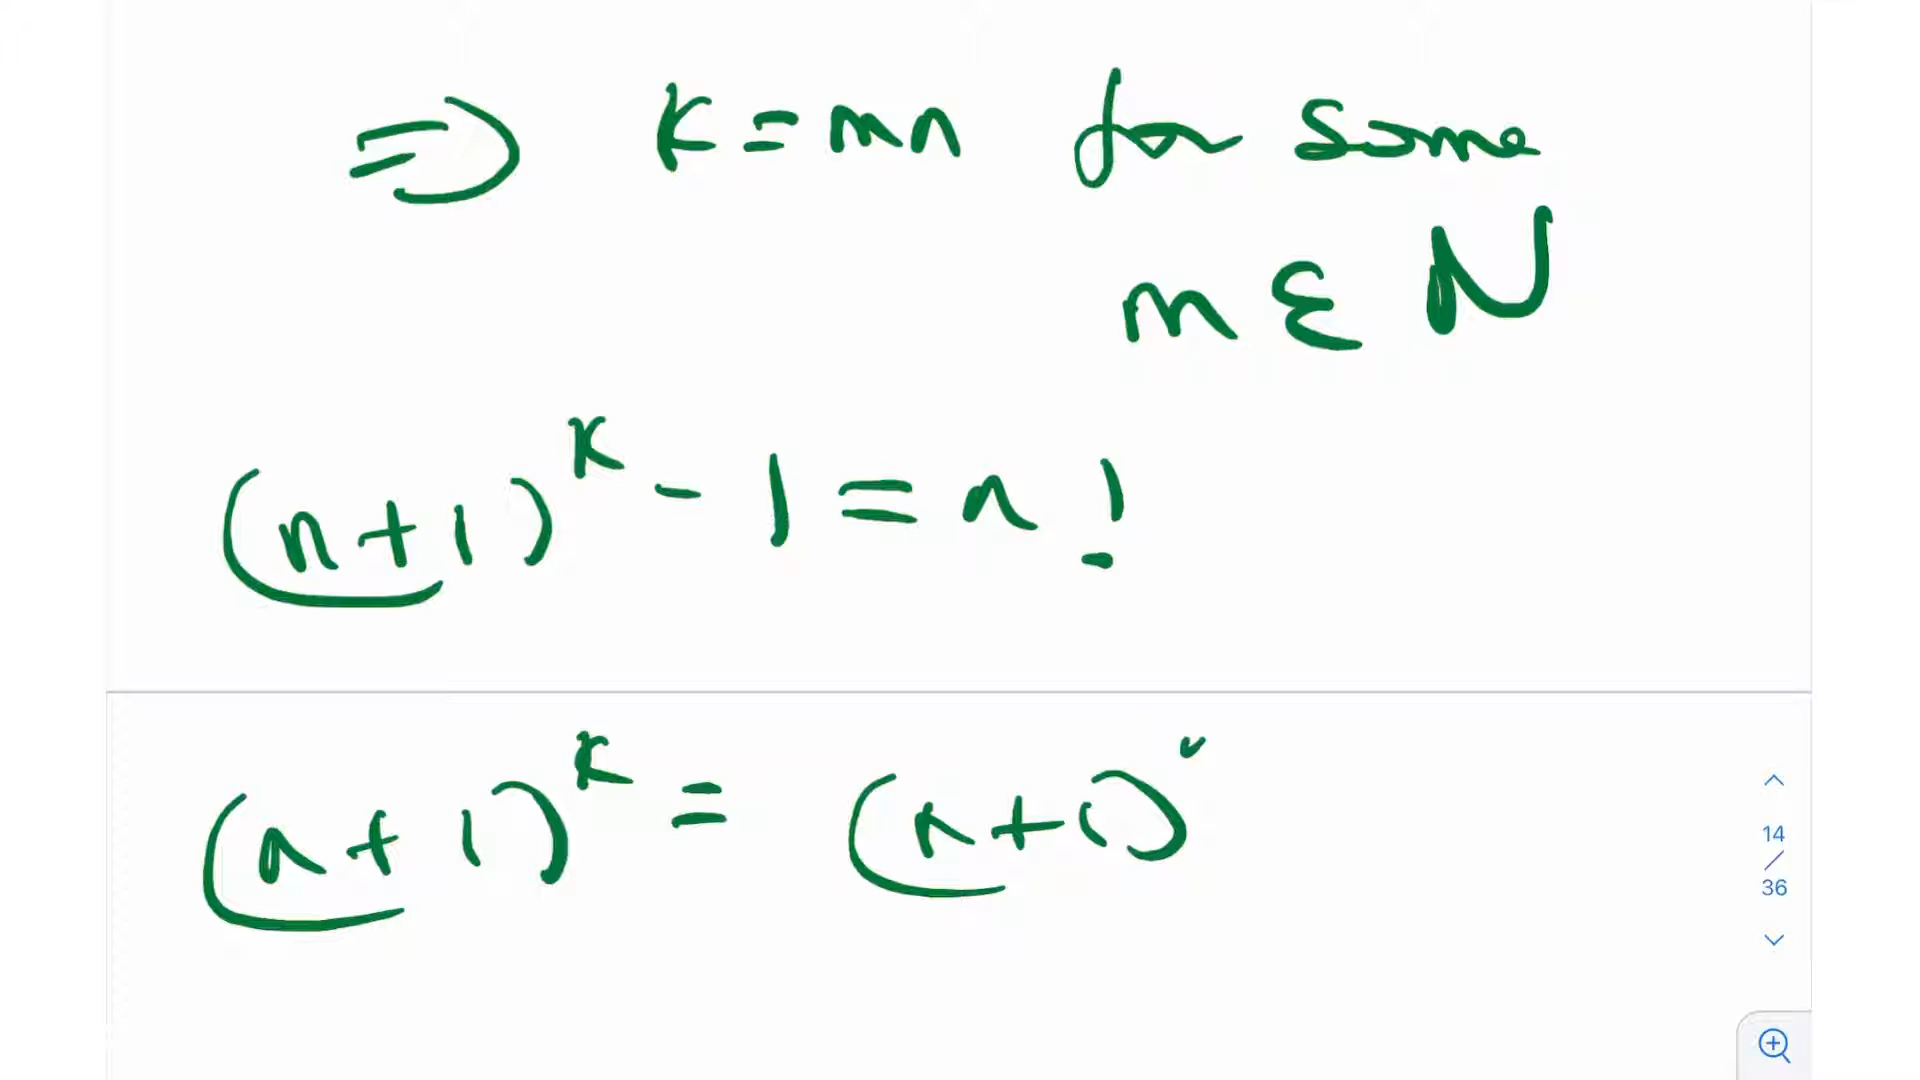 ⇒ k = mn for some
m ∈ N
(n+1)^k - 1 = n!
(n+1)^k = (n+1)
14
/
36